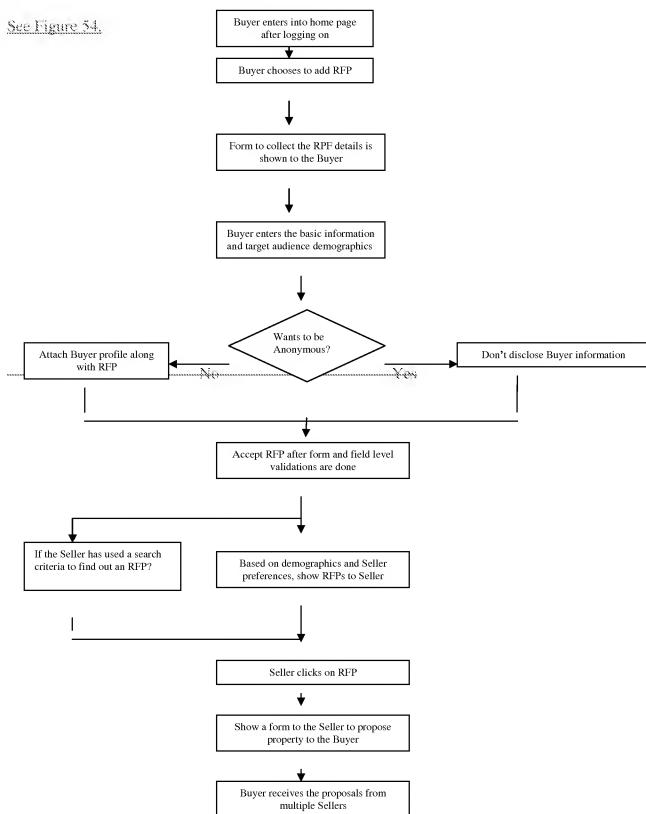 See Figure 54.
Buyer enters into home page
after logging on
Buyer chooses to add RFP
Form to collect the RPF details is
shown to the Buyer
Buyer enters the basic information
and target audience demographics
Wants to be
Anonymous?
Attach Buyer profile along
with RFP
No
Yes
Don't disclose Buyer information
Accept RFP after form and field level
validations are done
If the Seller has used a search
criteria to find out an RFP?
Based on demographics and Seller
preferences, show RFPs to Seller
Seller clicks on RFP
Show a form to the Seller to propose
property to the Buyer
Buyer receives the proposals from
multiple Sellers